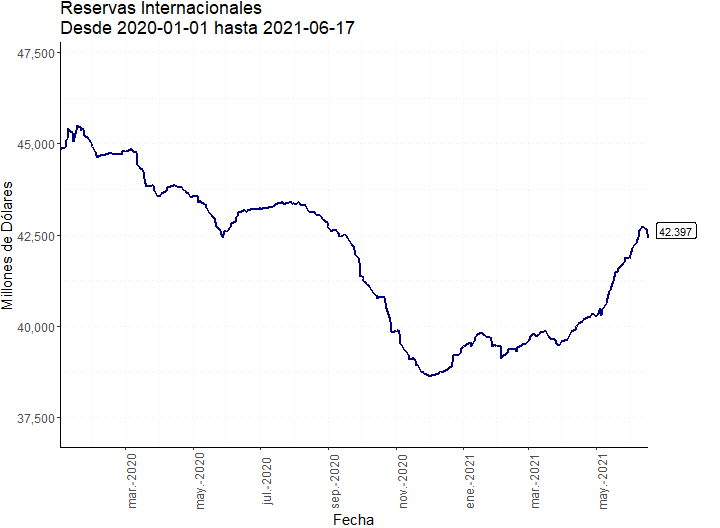 Reservas Internacionales
Desde 2020-01-01 hasta 2021-06-17
47,500
45,000
42,500
40,000
37,500
Millones de Dólares
42.397
mar.-2020
may.-2020
jul.-2020
sep.-2020
nov.-2020
ene.-2021
mar.-2021
may.-2021
Fecha